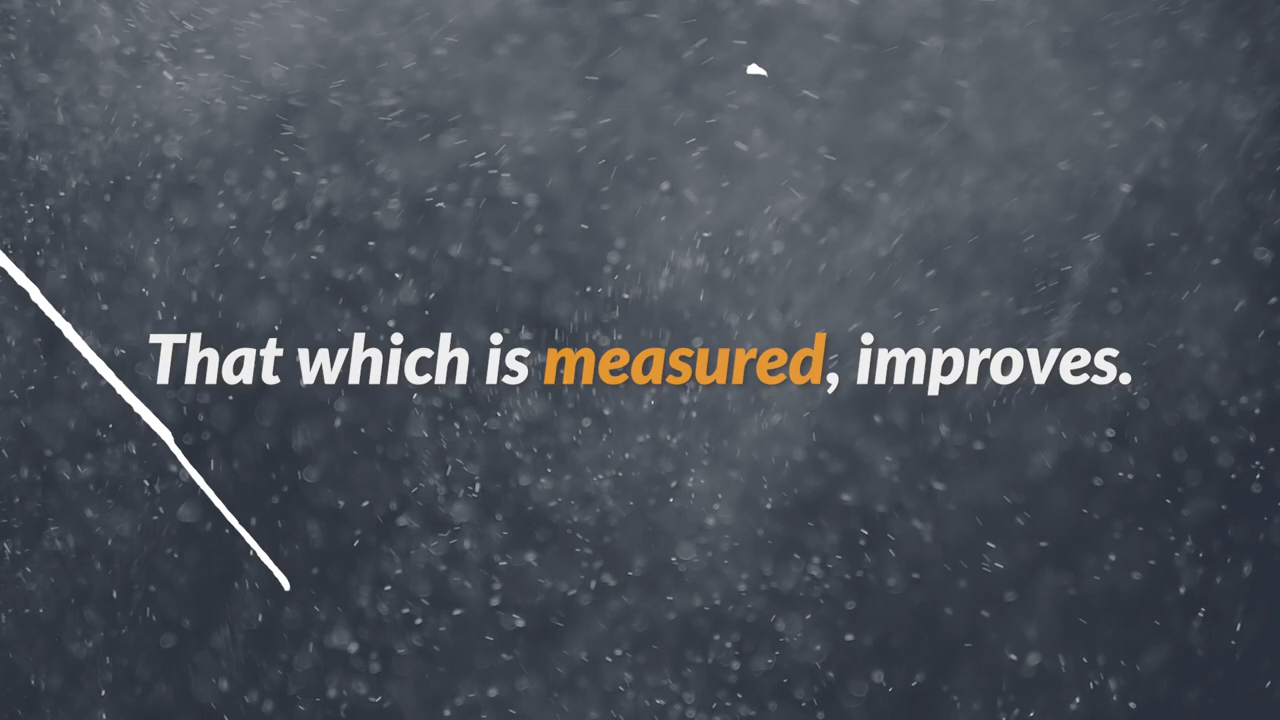 That which is measured, improves.